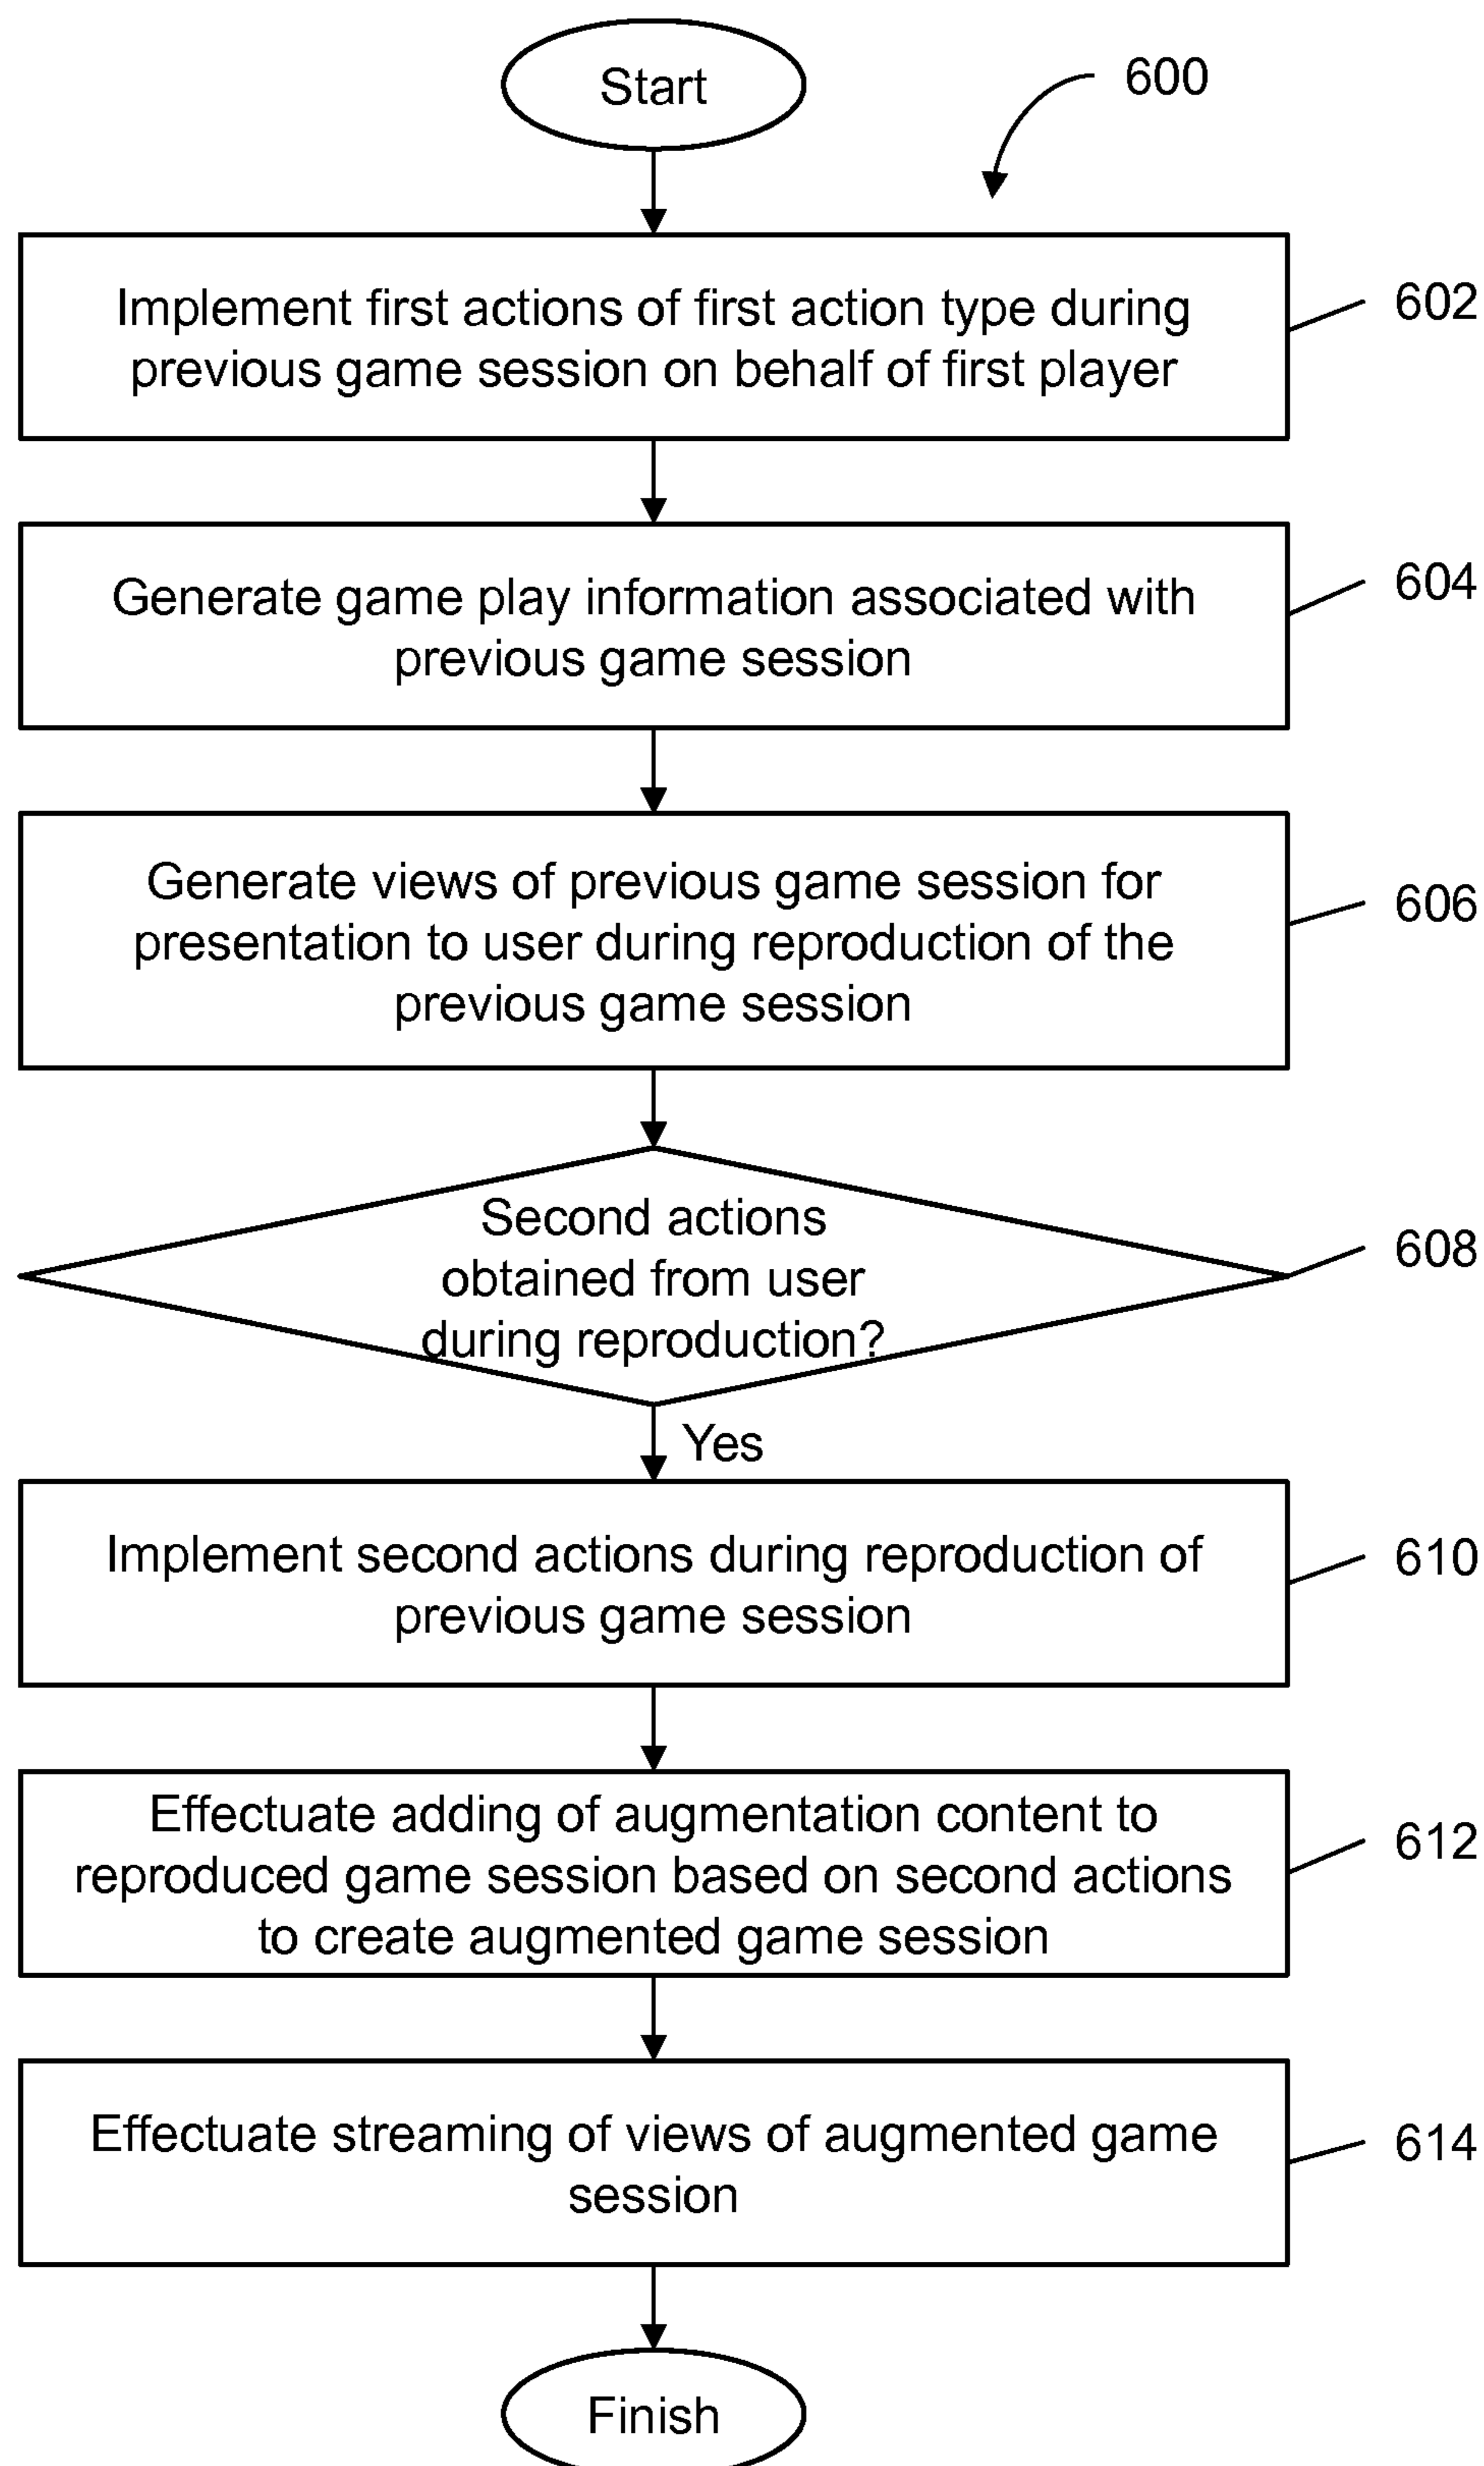 Start
600
Implement first actions of first action type during
previous game session on behalf of first player
602
Generate game play information associated with
previous game session
604
Generate views of previous game session for
presentation to user during reproduction of the
previous game session
606
Second actions
obtained from user
during reproduction?
608
Yes
Implement second actions during reproduction of
previous game session
610
Effectuate adding of augmentation content to
reproduced game session based on second actions
to create augmented game session
612
Effectuate streaming of views of augmented game
session
614
Finish